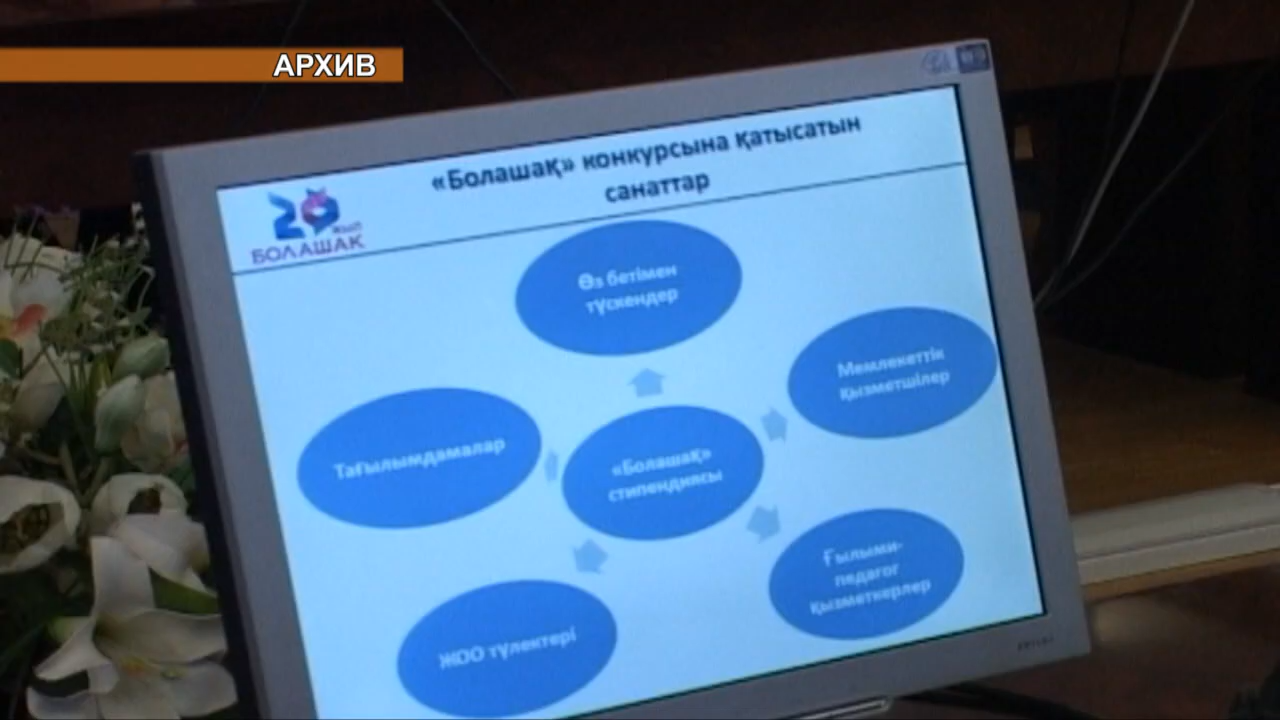 АРХИВ
«Болашақ» конкурсына қатысатын
санаттар
20
жыл
БОЛАШАК
Өз бетімен
түскендер
Мемлекеттік
қызметшілер
Тағылымдамалар
«Болашақ»
стипендиясы
Ғылыми-
педагог
қызметкерлер
ЖОО түлектері